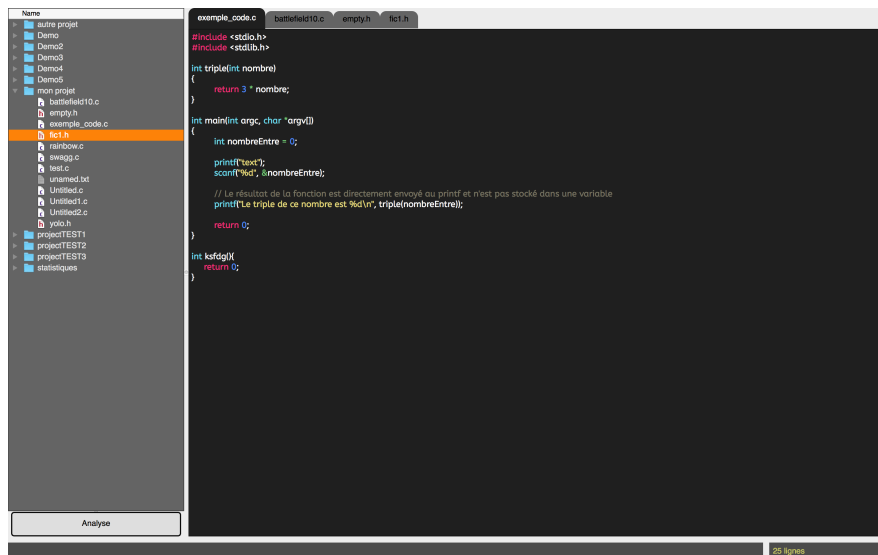 Name
autre projet
Demo
Demo2
Demo3
Demo4
Demo5
mon projet
battlefield10.c
empty.h
exemple_code.c
fic1.h
rainbow.c
swagg.c
test.c
unamed.txt
Untitled.c
Untitled1.c
Untitled2.c
yolo.h
projectTEST1
projectTEST2
projectTEST3
statistiques
Analyse
exemple_code.c battlefield10.c empty.h fic1.h
#include <stdio.h>
#include <stdlib.h>
int triple(int nombre)
{
return 3 * nombre;
}
int main(int argc, char *argv[])
{
int nombreEntre = 0;
printf("text");
scanf("%d", &nombreEntre);
// Le résultat de la fonction est directement envoyé au printf et n'est pas stocké dans une variable
printf("Le triple de ce nombre est %d\n", triple(nombreEntre));
return 0;
}
int ksfdg(){
return 0;
}
25 lignes